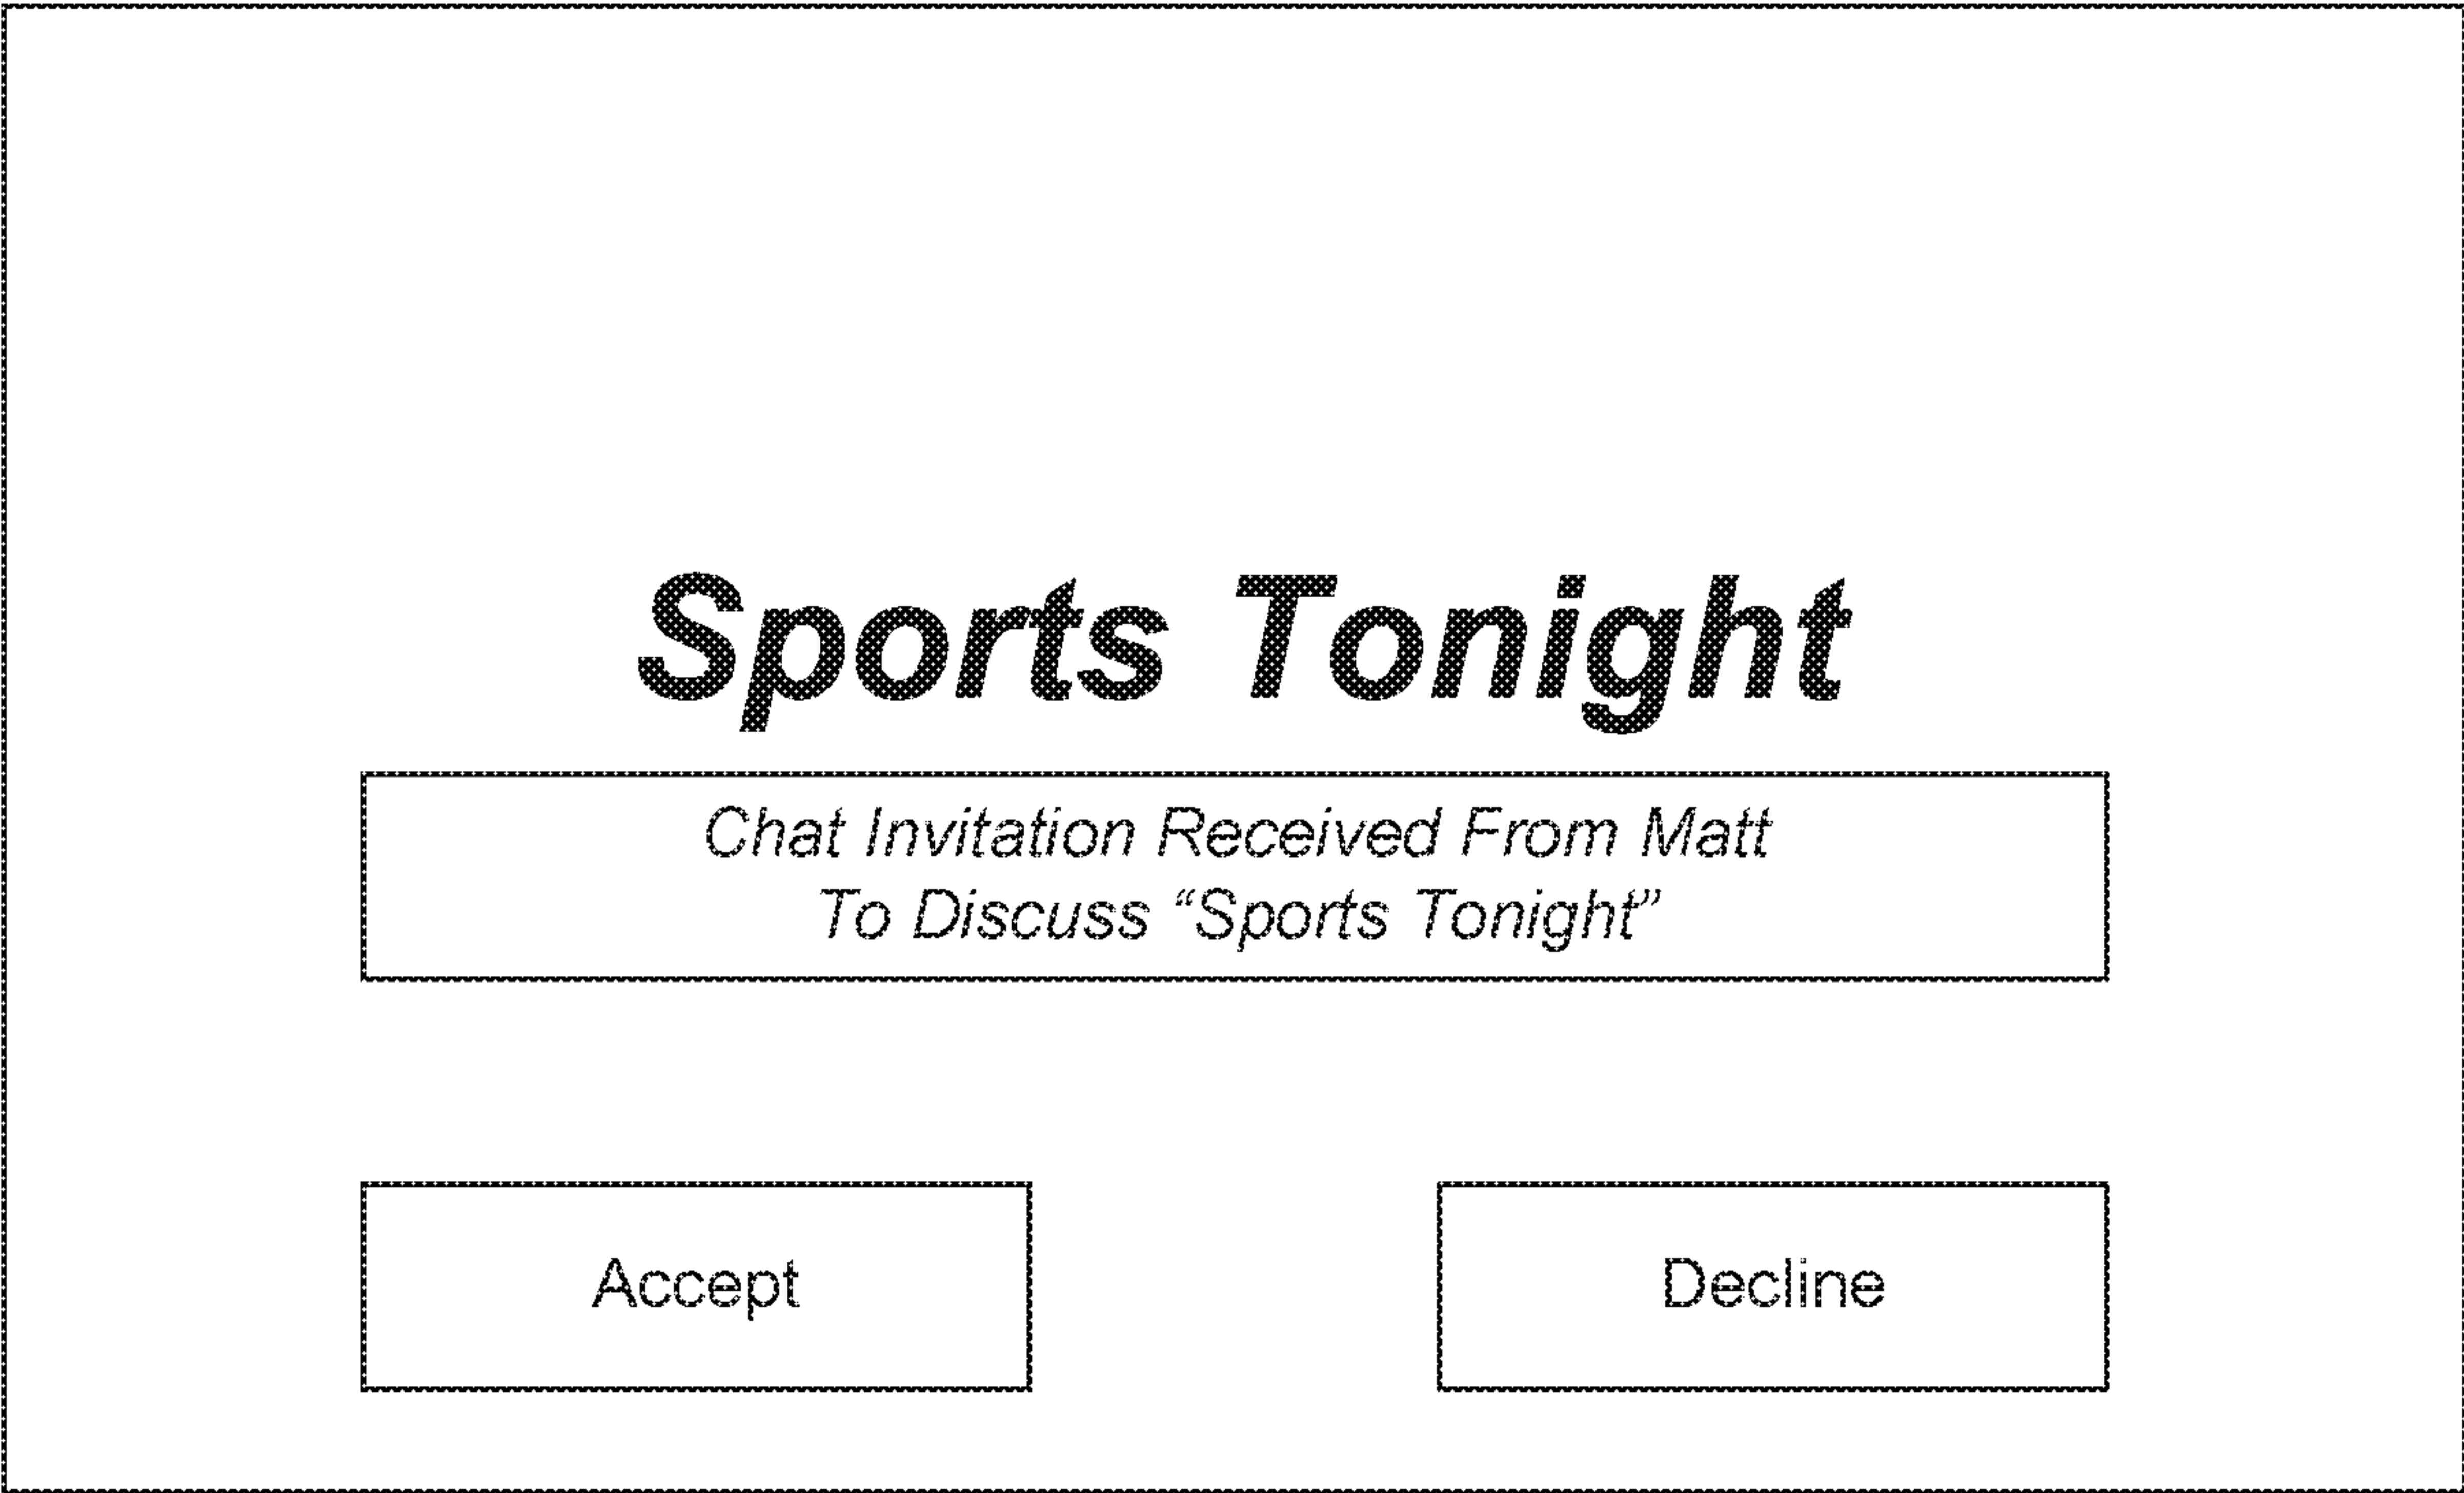 Sports Tonight
Chat Invitation Received From Matt
To Discuss “Sports Tonight”
Accept
Decline